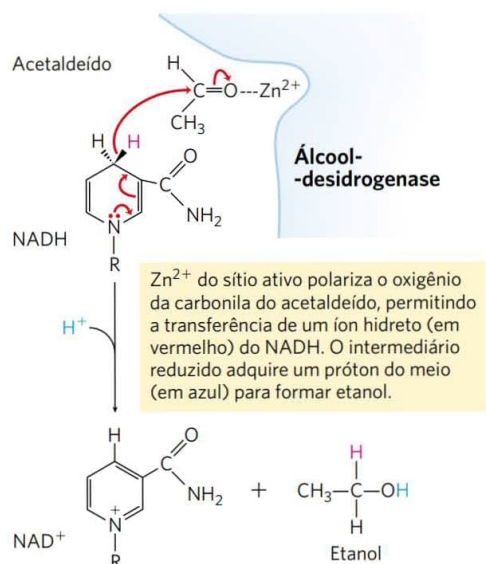 Acetaldeído
H
C=O---Zn²⁺
CH₃
H H
O
C
NH₂
N
R
NADH
Álcool-
-desidrogenase
Zn²⁺ do sítio ativo polariza o oxigênio
da carbonila do acetaldeído, permitindo
a transferência de um íon hidreto (em
vermelho) do NADH. O intermediário
reduzido adquire um próton do meio
(em azul) para formar etanol.
H⁺
H
O
C
NH₂
N⁺
R
NAD⁺
+
H
CH₃–C–OH
H
Etanol